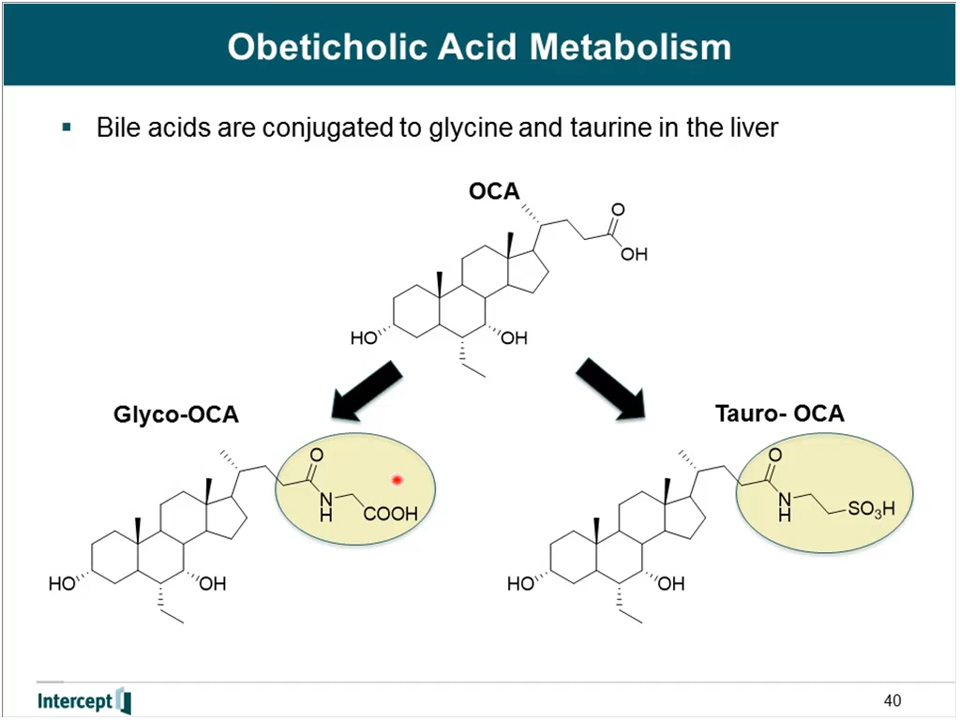 Obeticholic Acid Metabolism
▪ Bile acids are conjugated to glycine and taurine in the liver
OCA
O
OH
HO
OH
Glyco-OCA
Tauro- OCA
O
N
H
COOH
HO
OH
O
N
H
SO₃H
HO
OH
Intercept
40